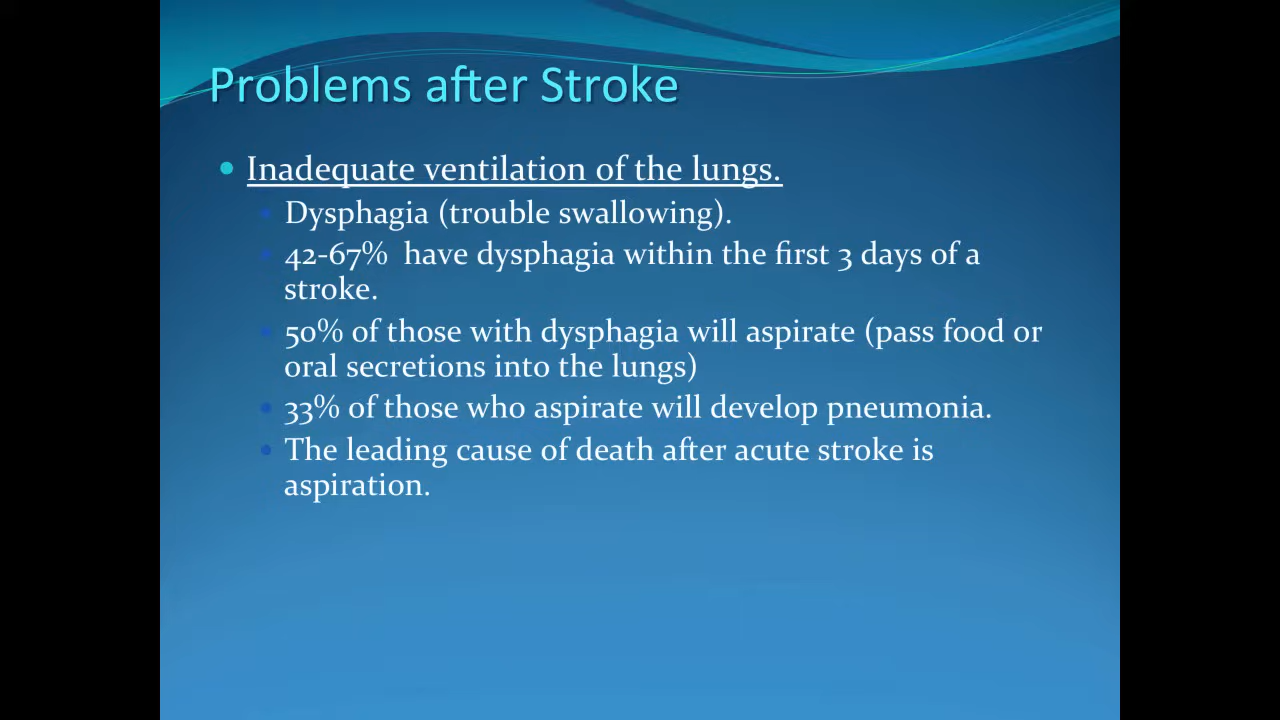 Problems after Stroke
Inadequate ventilation of the lungs.
Dysphagia (trouble swallowing).
42-67%  have dysphagia within the first 3 days of a
stroke.
50% of those with dysphagia will aspirate (pass food or
oral secretions into the lungs)
33% of those who aspirate will develop pneumonia.
The leading cause of death after acute stroke is
aspiration.